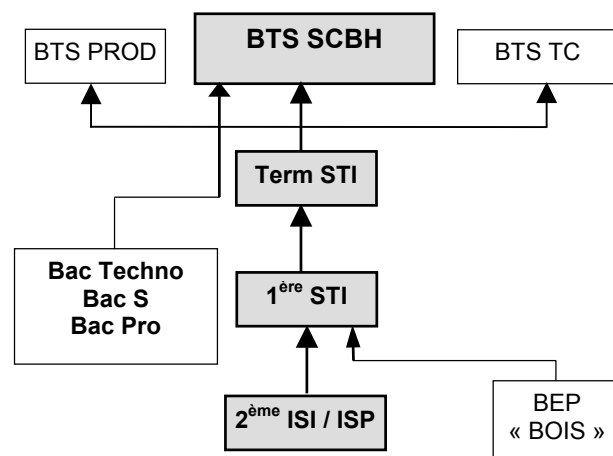 BTS PROD
BTS SCBH
BTS TC
Term STI
Bac Techno
Bac S
Bac Pro
1ère STI
2ème ISI / ISP
BEP
« BOIS »